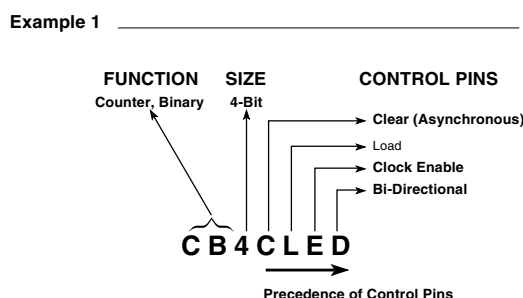 Example 1
FUNCTION SIZE CONTROL PINS
Counter, Binary 4-Bit
Clear (Asynchronous)
Load
Clock Enable
Bi-Directional
C B 4 C L E D
Precedence of Control Pins